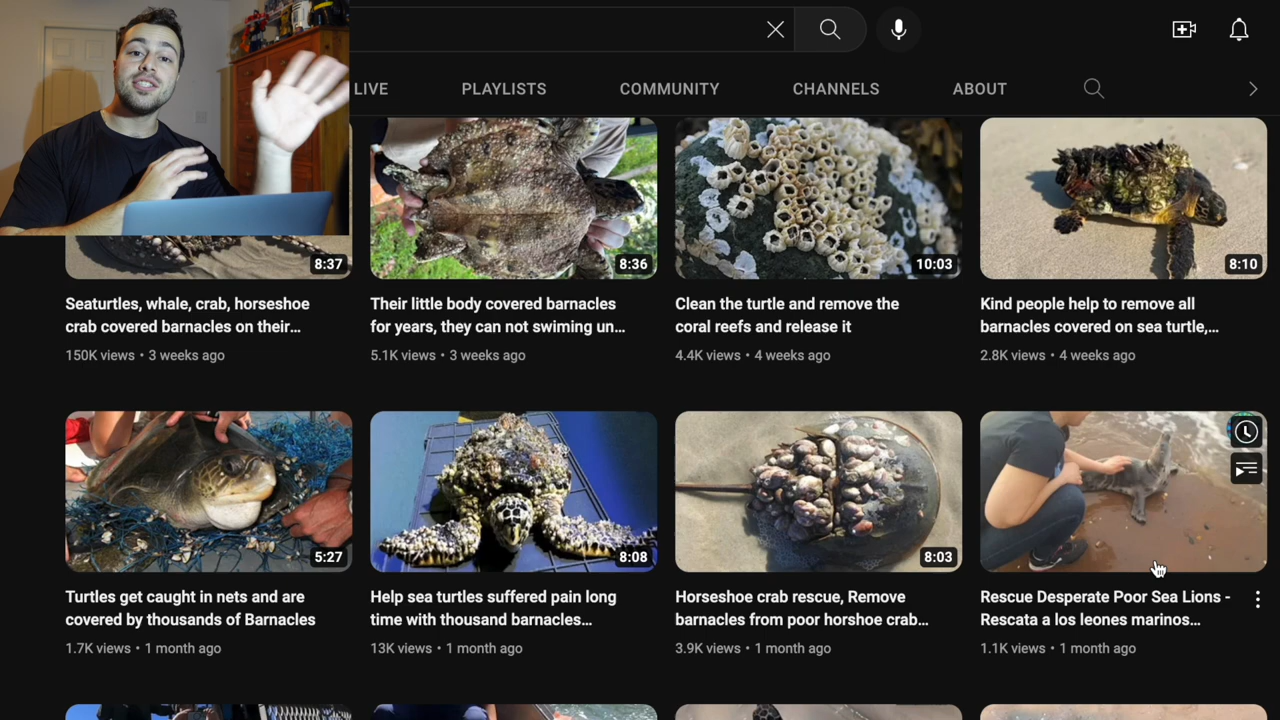 LIVE
PLAYLISTS
COMMUNITY
CHANNELS
ABOUT
8:37
8:36
10:03
8:10
Seaturtles, whale, crab, horseshoe
crab covered barnacles on their...
150K views • 3 weeks ago
Their little body covered barnacles
for years, they can not swiming un...
5.1K views • 3 weeks ago
Clean the turtle and remove the
coral reefs and release it
4.4K views • 4 weeks ago
Kind people help to remove all
barnacles covered on sea turtle,...
2.8K views • 4 weeks ago
5:27
8:08
8:03
Turtles get caught in nets and are
covered by thousands of Barnacles
1.7K views • 1 month ago
Help sea turtles suffered pain long
time with thousand barnacles...
13K views • 1 month ago
Horseshoe crab rescue, Remove
barnacles from poor horshoe crab...
3.9K views • 1 month ago
Rescue Desperate Poor Sea Lions -
Rescata a los leones marinos...
1.1K views • 1 month ago